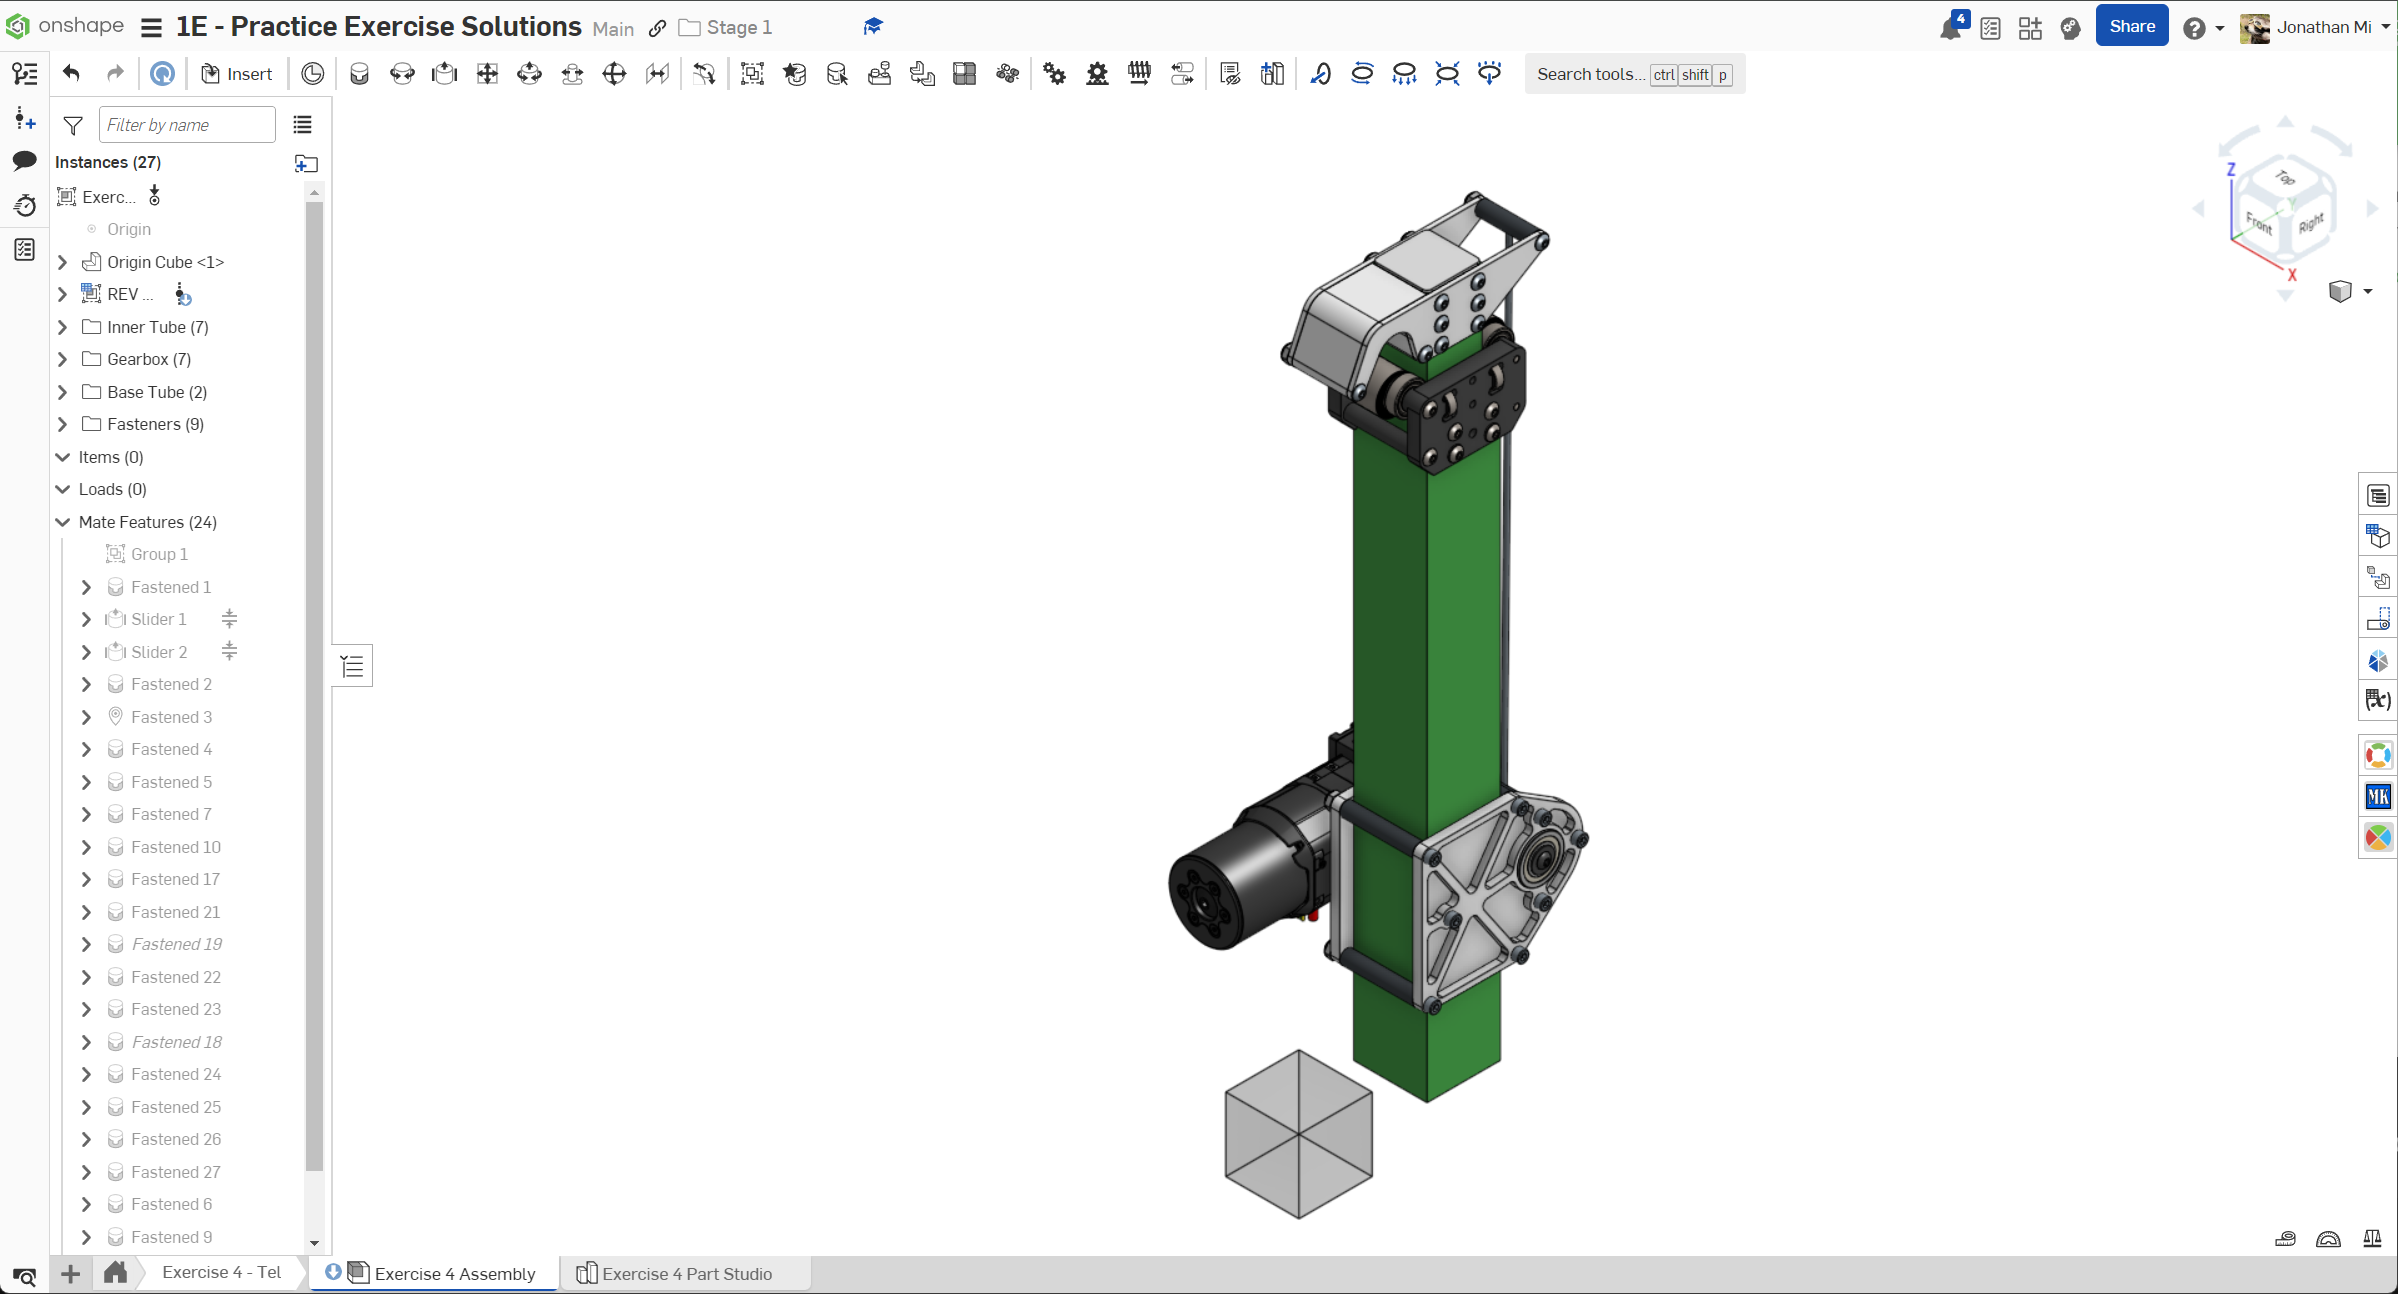 onshape 1E - Practice Exercise Solutions Main Stage 1 4 Share Jonathan Mi
Insert Search tools... ctrl shift p
Filter by name
Instances (27)
Exerc...
Origin
Origin Cube <1>
REV ...
Inner Tube (7)
Gearbox (7)
Base Tube (2)
Fasteners (9)
Items (0)
Loads (0)
Mate Features (24)
Group 1
Fastened 1
Slider 1
Slider 2
Fastened 2
Fastened 3
Fastened 4
Fastened 5
Fastened 7
Fastened 10
Fastened 17
Fastened 21
Fastened 19
Fastened 22
Fastened 23
Fastened 18
Fastened 24
Fastened 25
Fastened 26
Fastened 27
Fastened 6
Fastened 9
Z
Top
Front
Right
Y
X
(x)
MK
Exercise 4 - Tel
Exercise 4 Assembly
Exercise 4 Part Studio